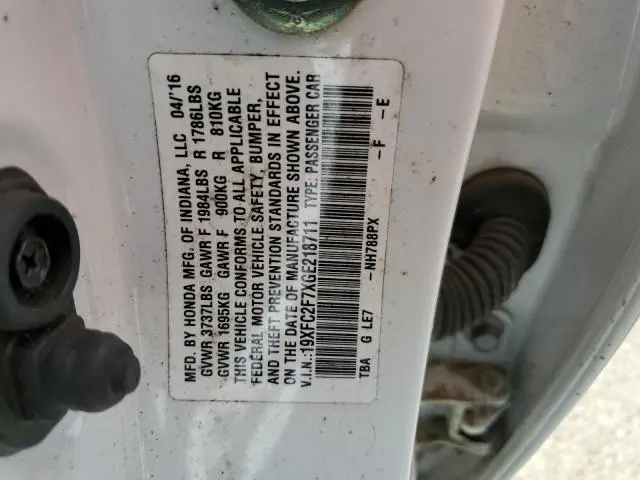 MFD. BY HONDA MFG. OF INDIANA, LLC 04/'16
GVWR 3737LBS GAWR F 1984LBS R 1786LBS
GVWR 1695KG GAWR F 900KG R 810KG
THIS VEHICLE CONFORMS TO ALL APPLICABLE
FEDERAL MOTOR VEHICLE SAFETY, BUMPER,
AND THEFT PREVENTION STANDARDS IN EFFECT
ON THE DATE OF MANUFACTURE SHOWN ABOVE.
V.I.N.: 19XFC2F7XGE218711 TYPE: PASSENGER CAR
TBA G LE7 –NH788PX –F –E